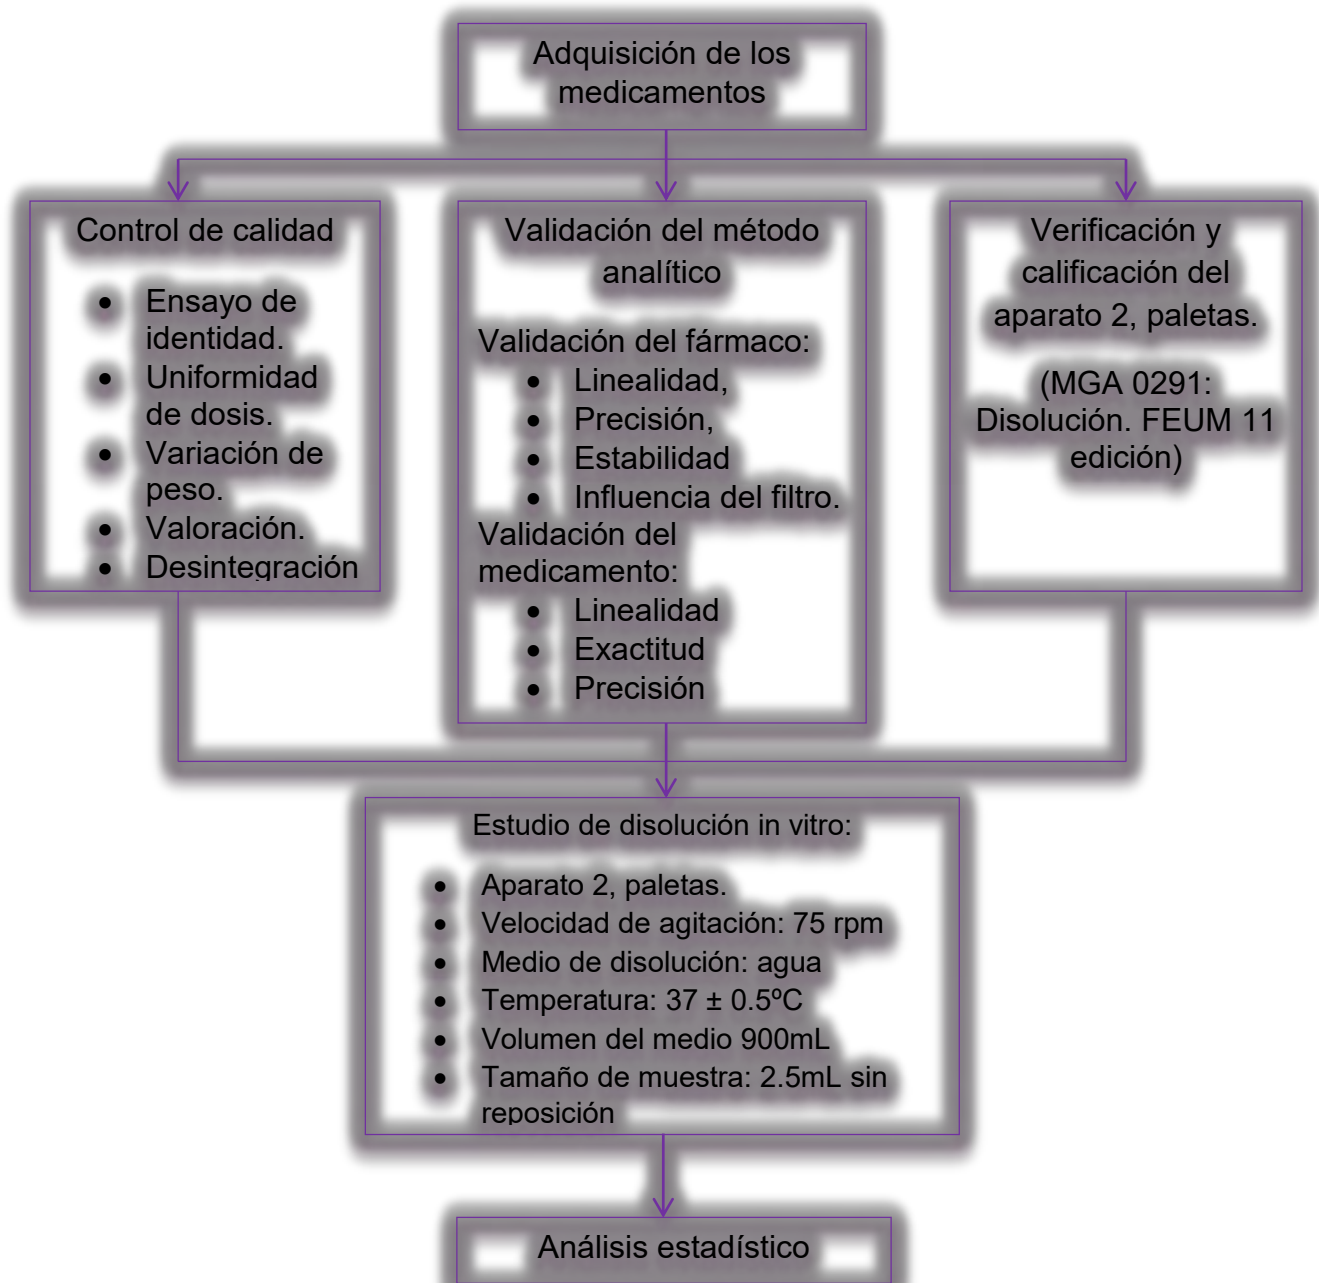 Adquisición de los
medicamentos
Control de calidad
• Ensayo de
identidad.
• Uniformidad
de dosis.
• Variación de
peso.
• Valoración.
• Desintegración
Validación del método
analítico
Validación del fármaco:
• Linealidad,
• Precisión,
• Estabilidad
• Influencia del filtro.
Validación del
medicamento:
• Linealidad
• Exactitud
• Precisión
Verificación y
calificación del
aparato 2, paletas.
(MGA 0291:
Disolución. FEUM 11
edición)
Estudio de disolución in vitro:
• Aparato 2, paletas.
• Velocidad de agitación: 75 rpm
• Medio de disolución: agua
• Temperatura: 37 ± 0.5ºC
• Volumen del medio 900mL
• Tamaño de muestra: 2.5mL sin
reposición
Análisis estadístico